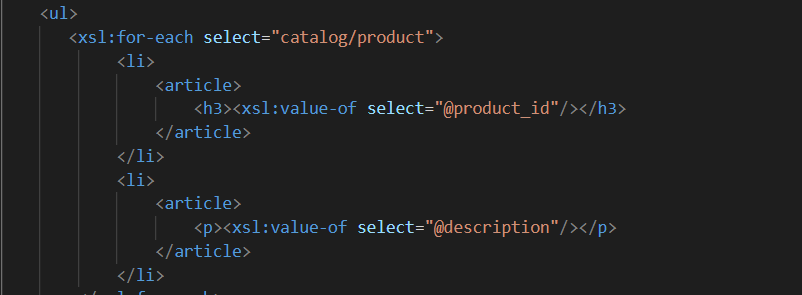 <ul>
<xsl:for-each select="catalog/product">
<li>
<article>
<h3><xsl:value-of select="@product_id"/></h3>
</article>
</li>
<li>
<article>
<p><xsl:value-of select="@description"/></p>
</article>
</li>